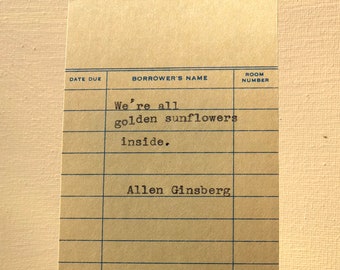 DATE DUE BORROWER'S NAME ROOM NUMBER
We're all
golden sunflowers
inside.
Allen Ginsberg